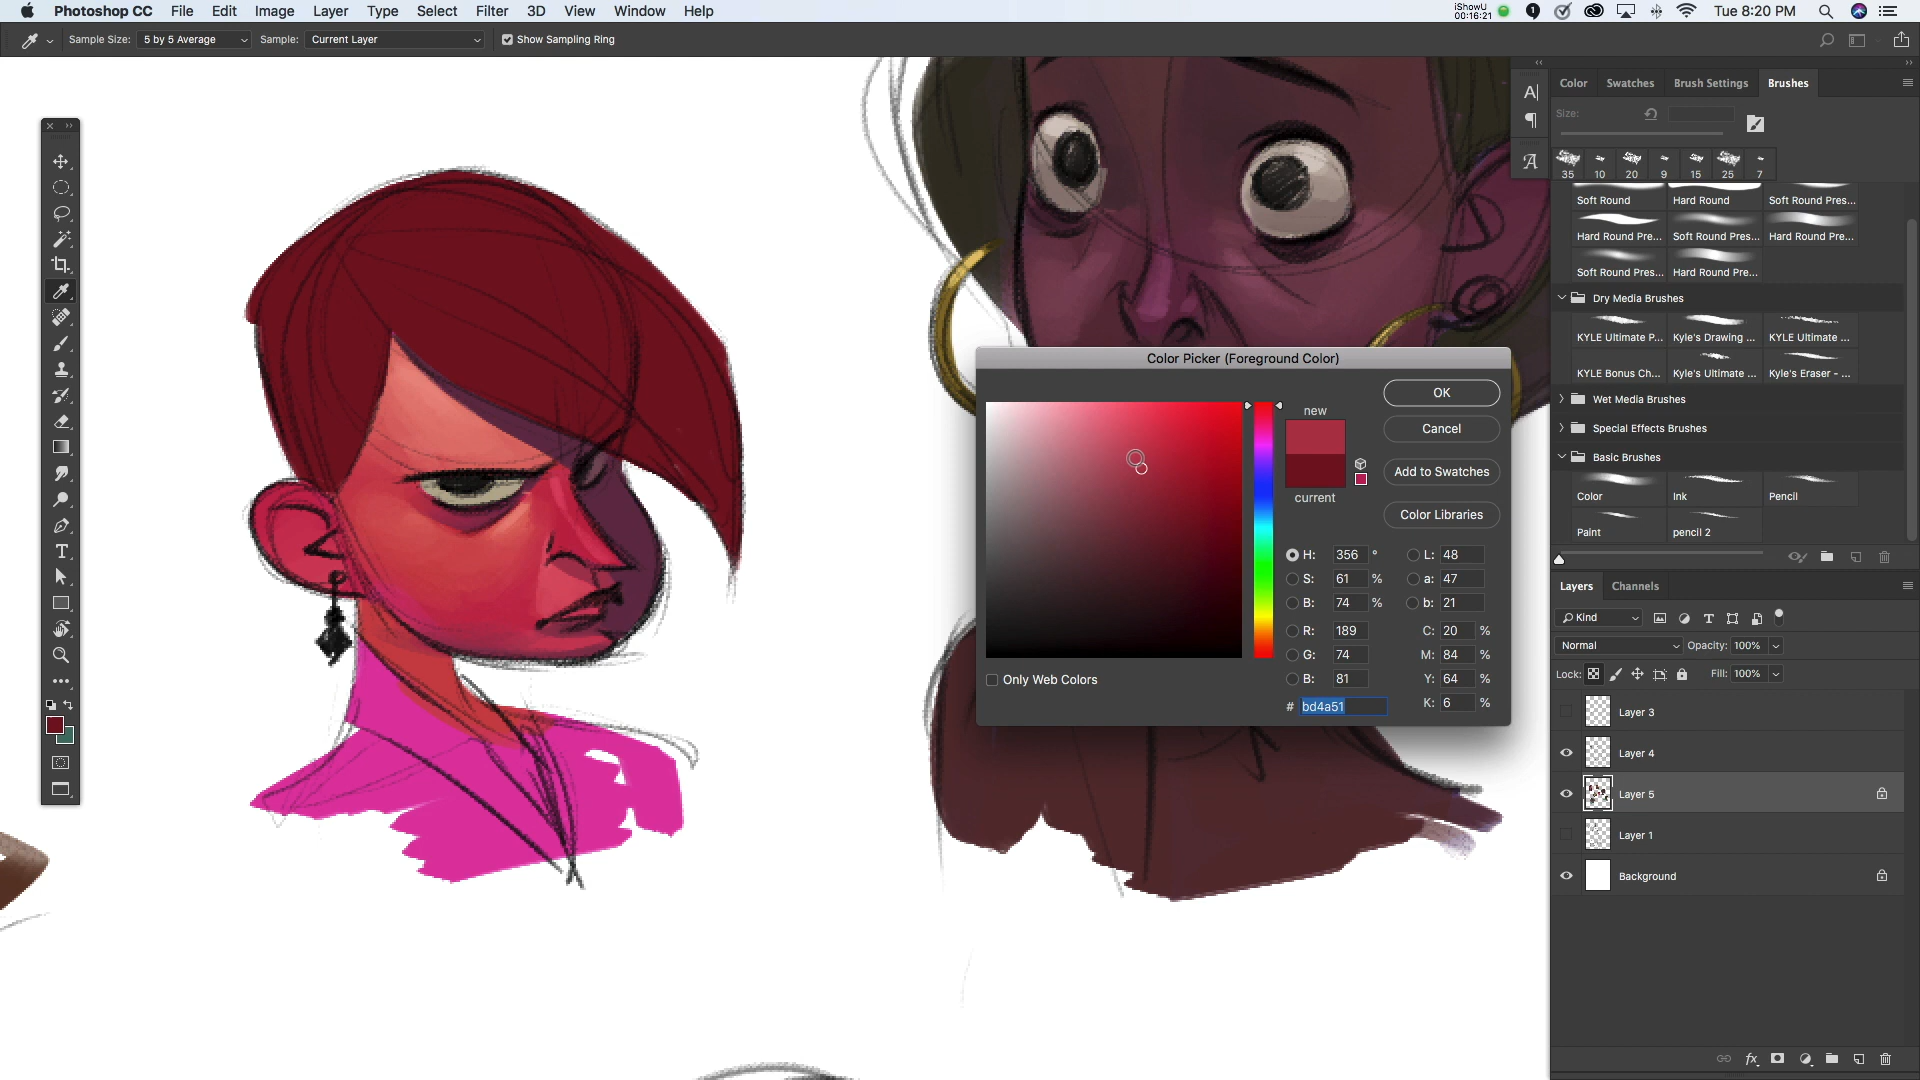 Photoshop CC File Edit Image Layer Type Select Filter 3D View Window Help
iShowU
00:16:21
1
Tue 8:20 PM
Sample Size: 5 by 5 Average Sample: Current Layer Show Sampling Ring
Color Swatches Brush Settings Brushes
Size:
35 10 20 9 15 25 7
Soft Round Hard Round Soft Round Pres...
Hard Round Pre... Soft Round Pres... Hard Round Pre...
Soft Round Pres... Hard Round Pre...
Dry Media Brushes
KYLE Ultimate P... Kyle's Drawing ... KYLE Ultimate ...
KYLE Bonus Ch... Kyle's Ultimate ... Kyle's Eraser - ...
Wet Media Brushes
Special Effects Brushes
Basic Brushes
Color Ink Pencil
Paint pencil 2
Color Picker (Foreground Color)
new
current
OK
Cancel
Add to Swatches
Color Libraries
H: 356 ° L: 48
S: 61 % a: 47
B: 74 % b: 21
R: 189 C: 20 %
G: 74 M: 84 %
B: 81 Y: 64 %
# bd4a51 K: 6 %
Only Web Colors
Layers Channels
Kind
Normal Opacity: 100%
Lock: Fill: 100%
Layer 3
Layer 4
Layer 5
Layer 1
Background